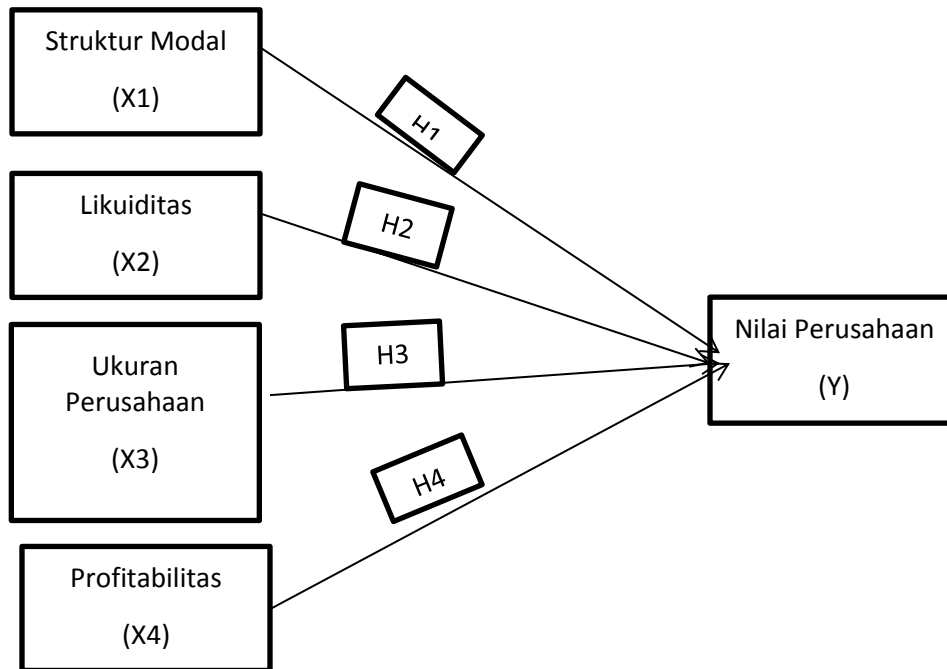 Struktur Modal
(X1)
H1
Likuiditas
(X2)
H2
Ukuran
Perusahaan
(X3)
H3
Profitabilitas
(X4)
H4
Nilai Perusahaan
(Y)